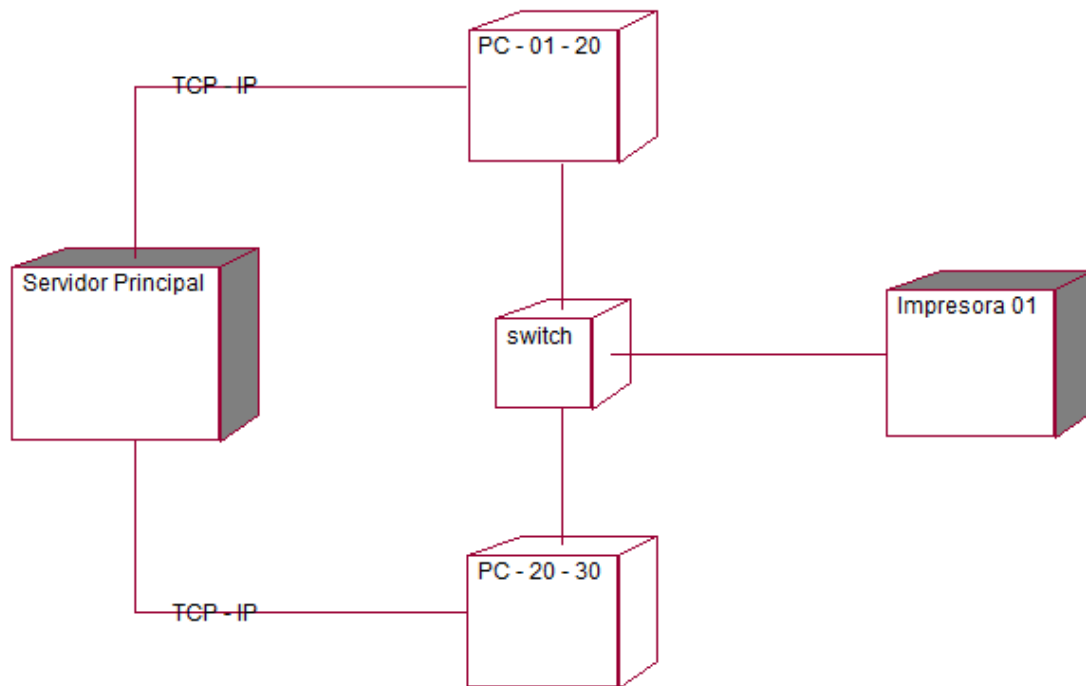 PC - 01 - 20
TCP - IP
Servidor Principal
Impresora 01
switch
PC - 20 - 30
TCP - IP